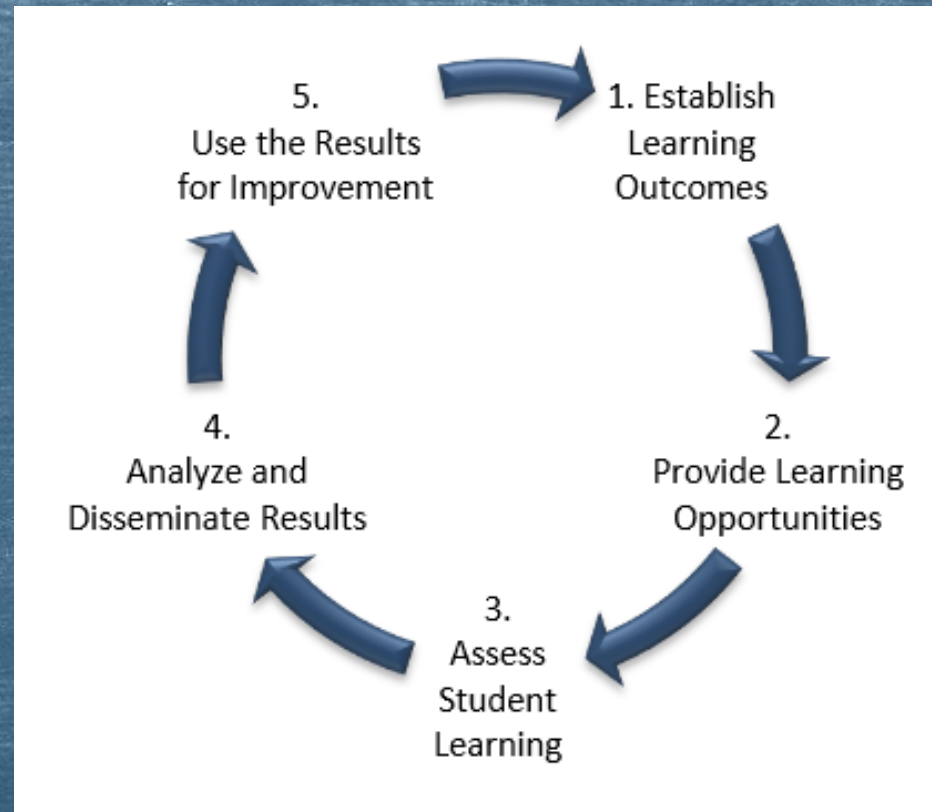 1. Establish
Learning
Outcomes
2.
Provide Learning
Opportunities
3.
Assess
Student
Learning
4.
Analyze and
Disseminate Results
5.
Use the Results
for Improvement